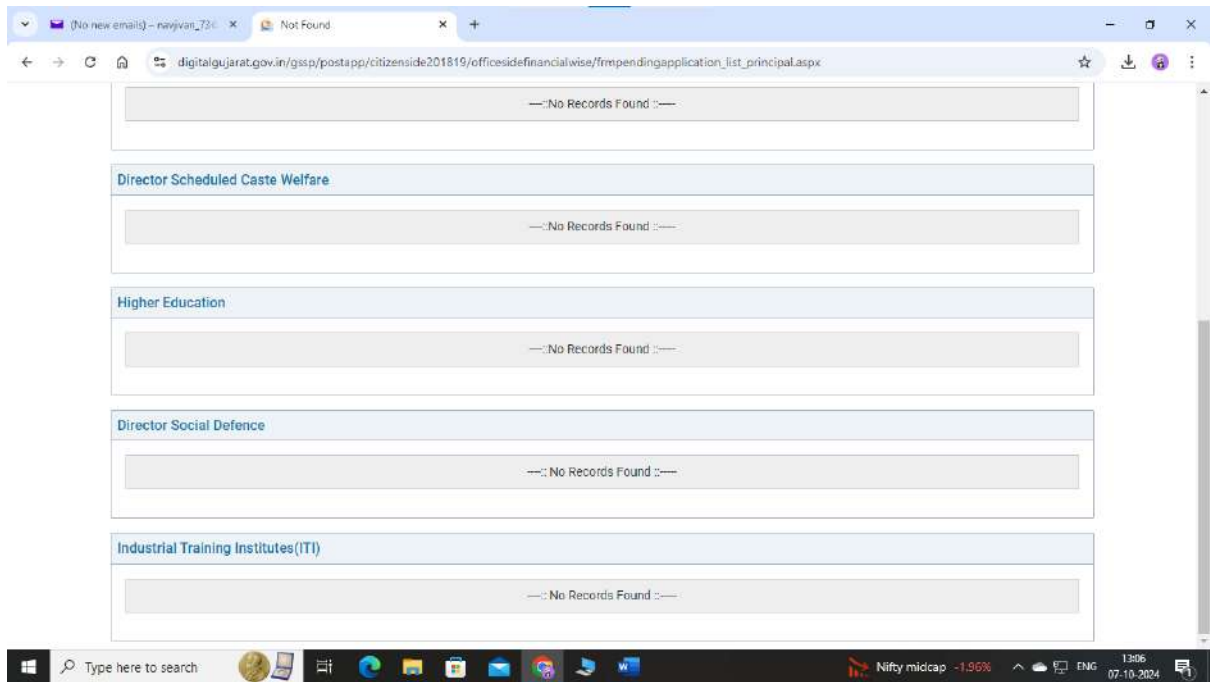 (No new emails) – navjivan_73
Not Found
digitalgujarat.gov.in/gssp/postapp/citizenside201819/officesidefinancialwise/frmpendingapplication_list_principal.aspx
—::No Records Found ::—-
Director Scheduled Caste Welfare
—::No Records Found ::—-
Higher Education
—::No Records Found ::—-
Director Social Defence
—-:: No Records Found ::—-
Industrial Training Institutes(ITI)
—-:: No Records Found ::—-
Type here to search
Nifty midcap -1.96%
ENG
13:06
07-10-2024